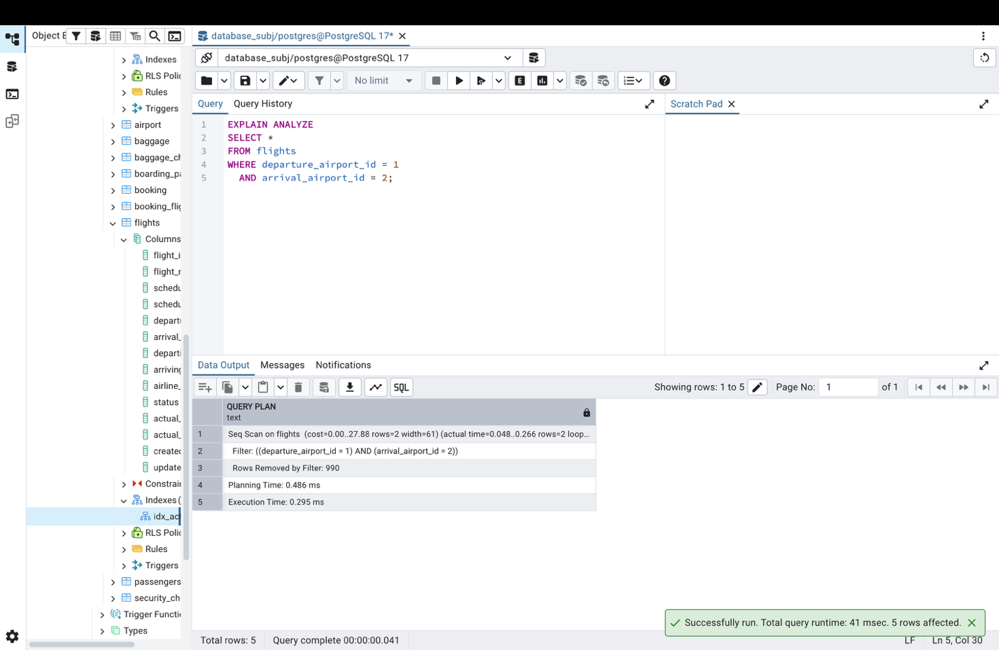 Object E
database_subj/postgres@PostgreSQL 17*
database_subj/postgres@PostgreSQL 17
No limit
E
Query
Query History
Scratch Pad
1 EXPLAIN ANALYZE
2 SELECT *
3 FROM flights
4 WHERE departure_airport_id = 1
5 AND arrival_airport_id = 2;
Indexes
RLS Polic
Rules
Triggers
airport
baggage
baggage_ch
boarding_pa
booking
booking_flig
flights
Columns
flight_i
flight_r
schedu
schedu
depart
arrival_
departi
arriving
airline_
status
actual_
actual_
created
update
Constrain
Indexes (
idx_act
RLS Polic
Rules
Triggers
passengers
security_ch
Trigger Functi
Types
Data Output
Messages
Notifications
SQL
Showing rows: 1 to 5
Page No: 1 of 1
QUERY PLAN
text
1 Seq Scan on flights (cost=0.00..27.88 rows=2 width=61) (actual time=0.048..0.266 rows=2 loop...
2 Filter: ((departure_airport_id = 1) AND (arrival_airport_id = 2))
3 Rows Removed by Filter: 990
4 Planning Time: 0.486 ms
5 Execution Time: 0.295 ms
Successfully run. Total query runtime: 41 msec. 5 rows affected.
Total rows: 5
Query complete 00:00:00.041
LF
Ln 5, Col 30